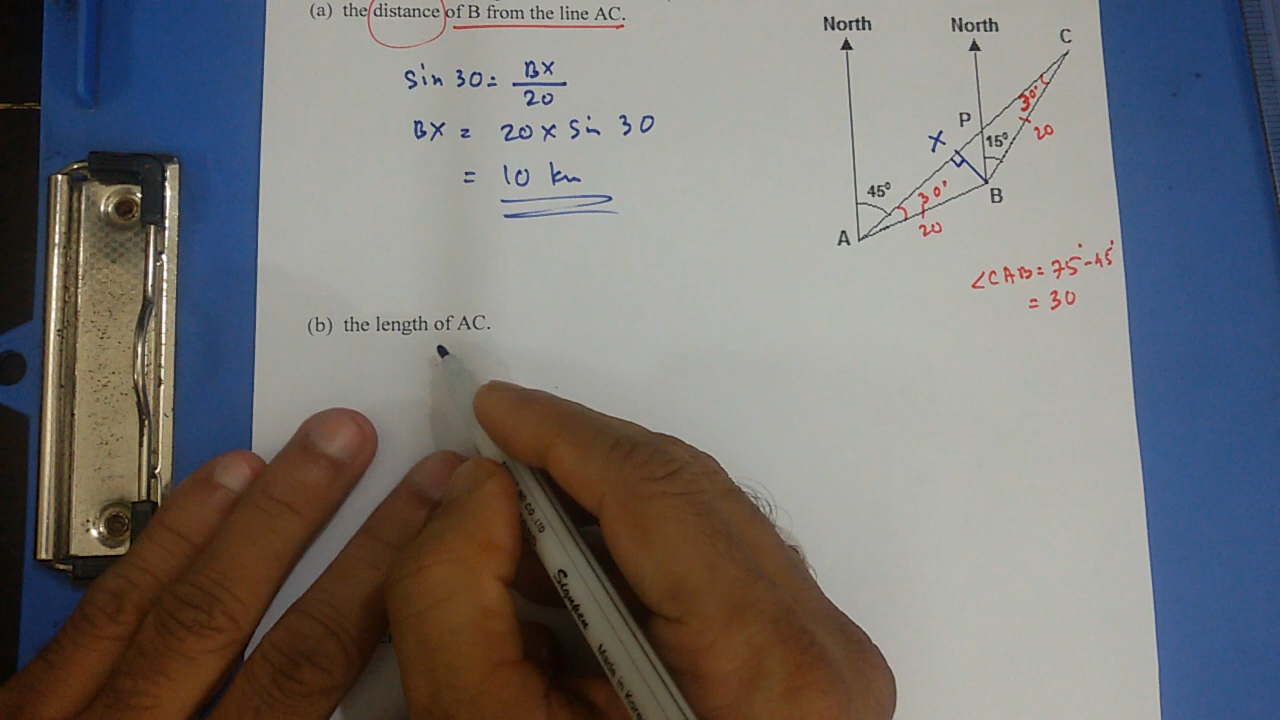 (a) the distance of B from the line AC.
Sin 30 = BX
20
BX = 20 x Sin 30
= 10 km
(b) the length of AC.
North
North
C
30°
P
15°
20
X
45°
30°
B
A
20
∠CAB = 75° - 45°
= 30
Made in Korea